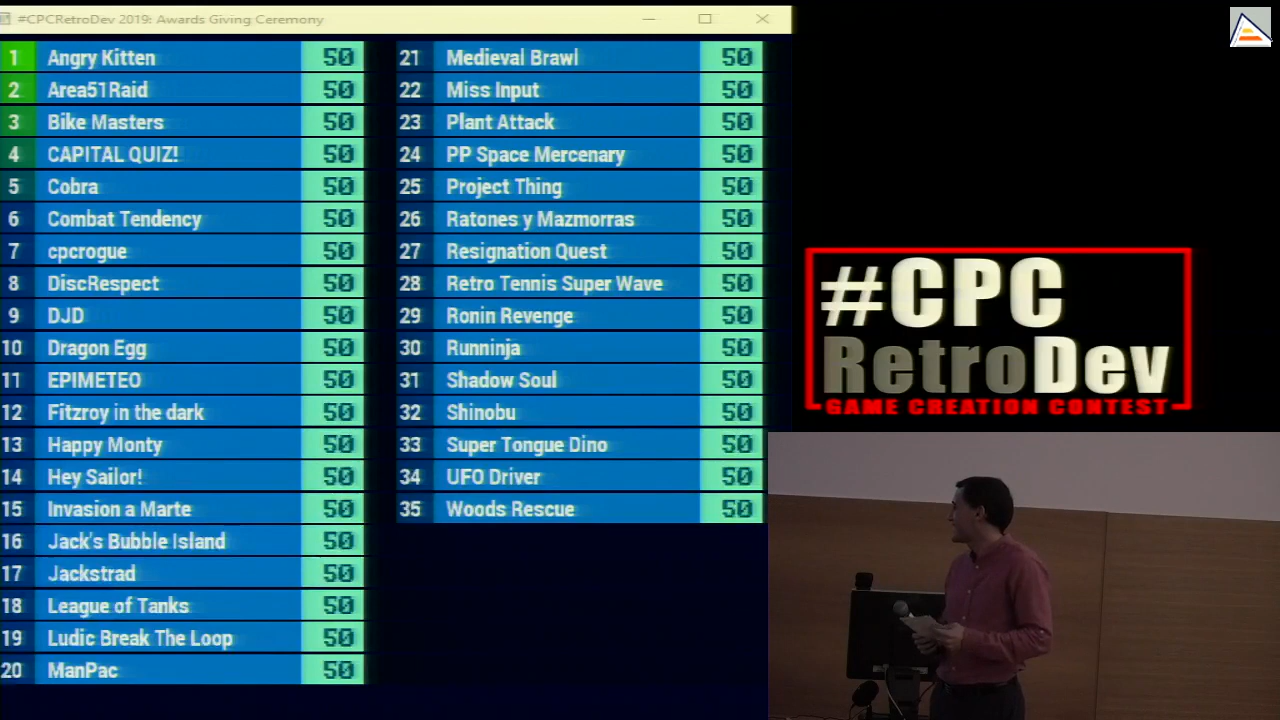 #CPCRetroDev 2019: Awards Giving Ceremony
1 Angry Kitten 50
2 Area51Raid 50
3 Bike Masters 50
4 CAPITAL QUIZ! 50
5 Cobra 50
6 Combat Tendency 50
7 cpcrogue 50
8 DiscRespect 50
9 DJD 50
10 Dragon Egg 50
11 EPIMETEO 50
12 Fitzroy in the dark 50
13 Happy Monty 50
14 Hey Sailor! 50
15 Invasion a Marte 50
16 Jack's Bubble Island 50
17 Jackstrad 50
18 League of Tanks 50
19 Ludic Break The Loop 50
20 ManPac 50
21 Medieval Brawl 50
22 Miss Input 50
23 Plant Attack 50
24 PP Space Mercenary 50
25 Project Thing 50
26 Ratones y Mazmorras 50
27 Resignation Quest 50
28 Retro Tennis Super Wave 50
29 Ronin Revenge 50
30 Runninja 50
31 Shadow Soul 50
32 Shinobu 50
33 Super Tongue Dino 50
34 UFO Driver 50
35 Woods Rescue 50
#CPC
RetroDev
GAME CREATION CONTEST